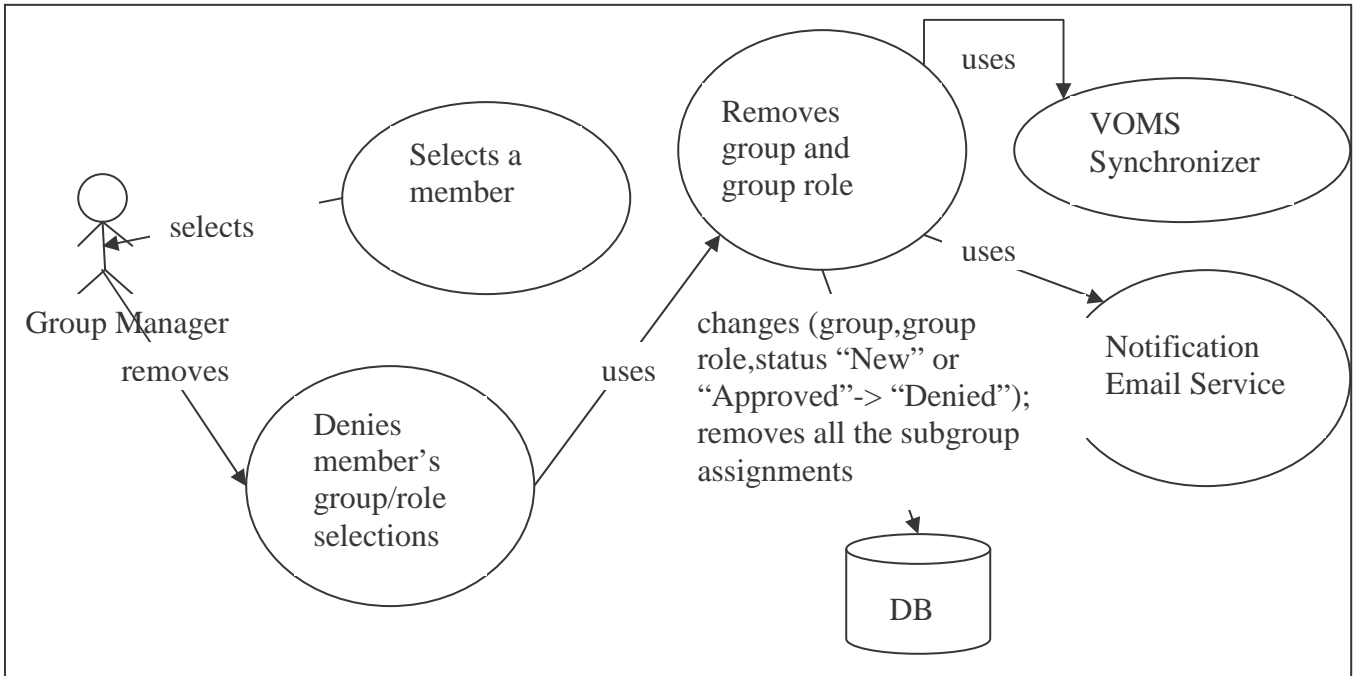 uses
Removes
group and
group role
VOMS
Synchronizer
Selects a
member
selects
uses
Group Manager
removes
uses
changes (group,group
role,status “New” or
“Approved”-> “Denied”);
removes all the subgroup
assignments
Notification
Email Service
Denies
member’s
group/role
selections
DB